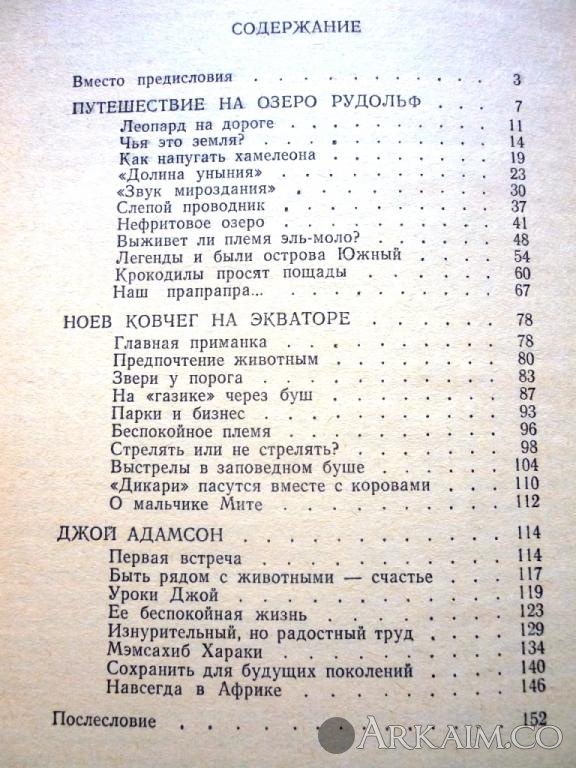 СОДЕРЖАНИЕ
Вместо предисловия . . . . . . . . . . . 3
ПУТЕШЕСТВИЕ НА ОЗЕРО РУДОЛЬФ . . . 7
Леопард на дороге . . . . . . . . . . 11
Чья это земля? . . . . . . . . . . . 14
Как напугать хамелеона . . . . . . . . 19
«Долина уныния» . . . . . . . . . . 23
«Звук мироздания» . . . . . . . . . . 30
Слепой проводник . . . . . . . . . . 37
Нефритовое озеро . . . . . . . . . . 41
Выживет ли племя эль-моло? . . . . . . 48
Легенды и были острова Южный . . . . 54
Крокодилы просят пощады . . . . . . . 60
Наш прапрапра... . . . . . . . . . . 67
НОЕВ КОВЧЕГ НА ЭКВАТОРЕ . . . . . . 78
Главная приманка . . . . . . . . . . 78
Предпочтение животным . . . . . . . . 80
Звери у порога . . . . . . . . . . . 83
На "газике" через буш . . . . . . . . 87
Парки и бизнес . . . . . . . . . . . 93
Беспокойное племя . . . . . . . . . . 96
Стрелять или не стрелять? . . . . . . . 98
Выстрелы в заповедном буше . . . . . . 104
«Дикари» пасутся вместе с коровами . . . 110
О мальчике Мите . . . . . . . . . . . 112
ДЖОЙ АДАМСОН . . . . . . . . . . . 114
Первая встреча . . . . . . . . . . . 114
Быть рядом с животными — счастье . . . 117
Уроки Джой . . . . . . . . . . . . 119
Ее беспокойная жизнь . . . . . . . . . 123
Изнурительный, но радостный труд . . . . 129
Мэмсахиб Хараки . . . . . . . . . . 134
Сохранить для будущих поколений . . . . 140
Навсегда в Африке . . . . . . . . . . 146
Послесловие . . . . . . . . . . . . . 152
ARKAIM.CO